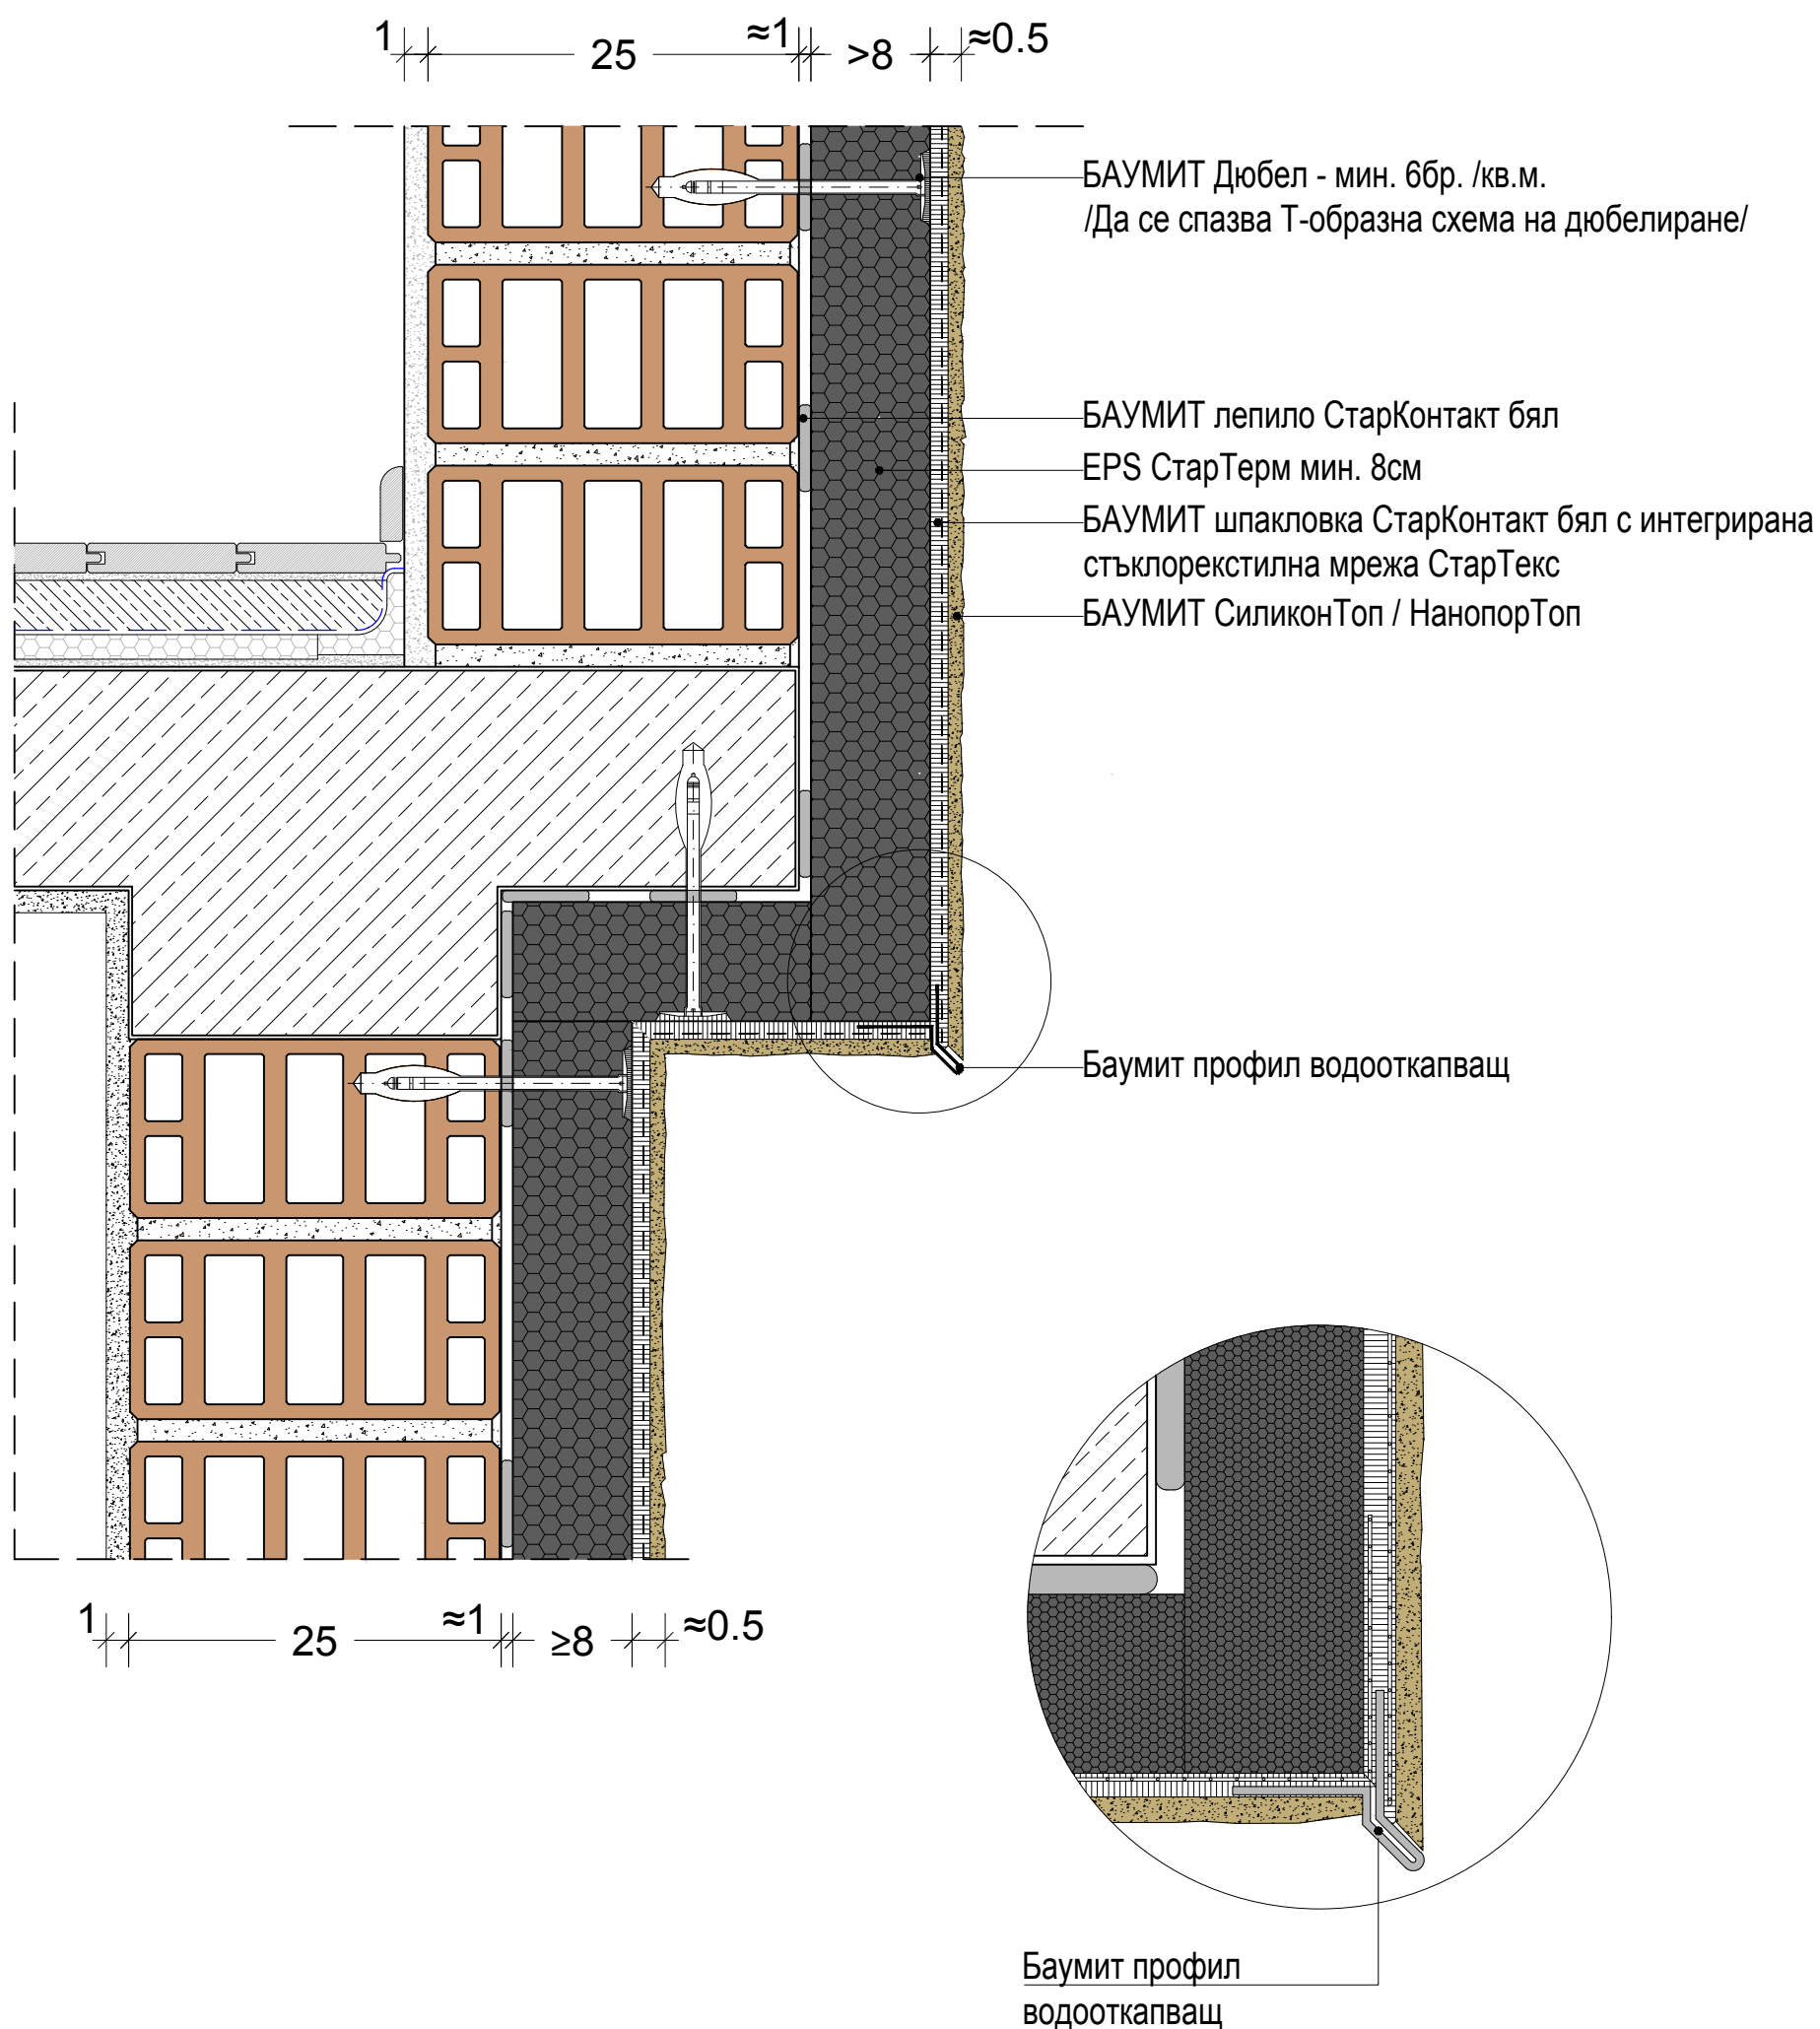 1 25 ≈1 >8 ≈0.5
БАУМИТ Дюбел - мин. 6бр. /кв.м.
/Да се спазва Т-образна схема на дюбелиране/
БАУМИТ лепило СтарКонтакт бял
EPS СтарТерм мин. 8см
БАУМИТ шпакловка СтарКонтакт бял с интегрирана
стъклорекстилна мрежа СтарТекс
БАУМИТ СиликонТоп / НанопорТоп
Баумит профил водооткапващ
1 25 ≈1 ≥8 ≈0.5
Баумит профил
водооткапващ